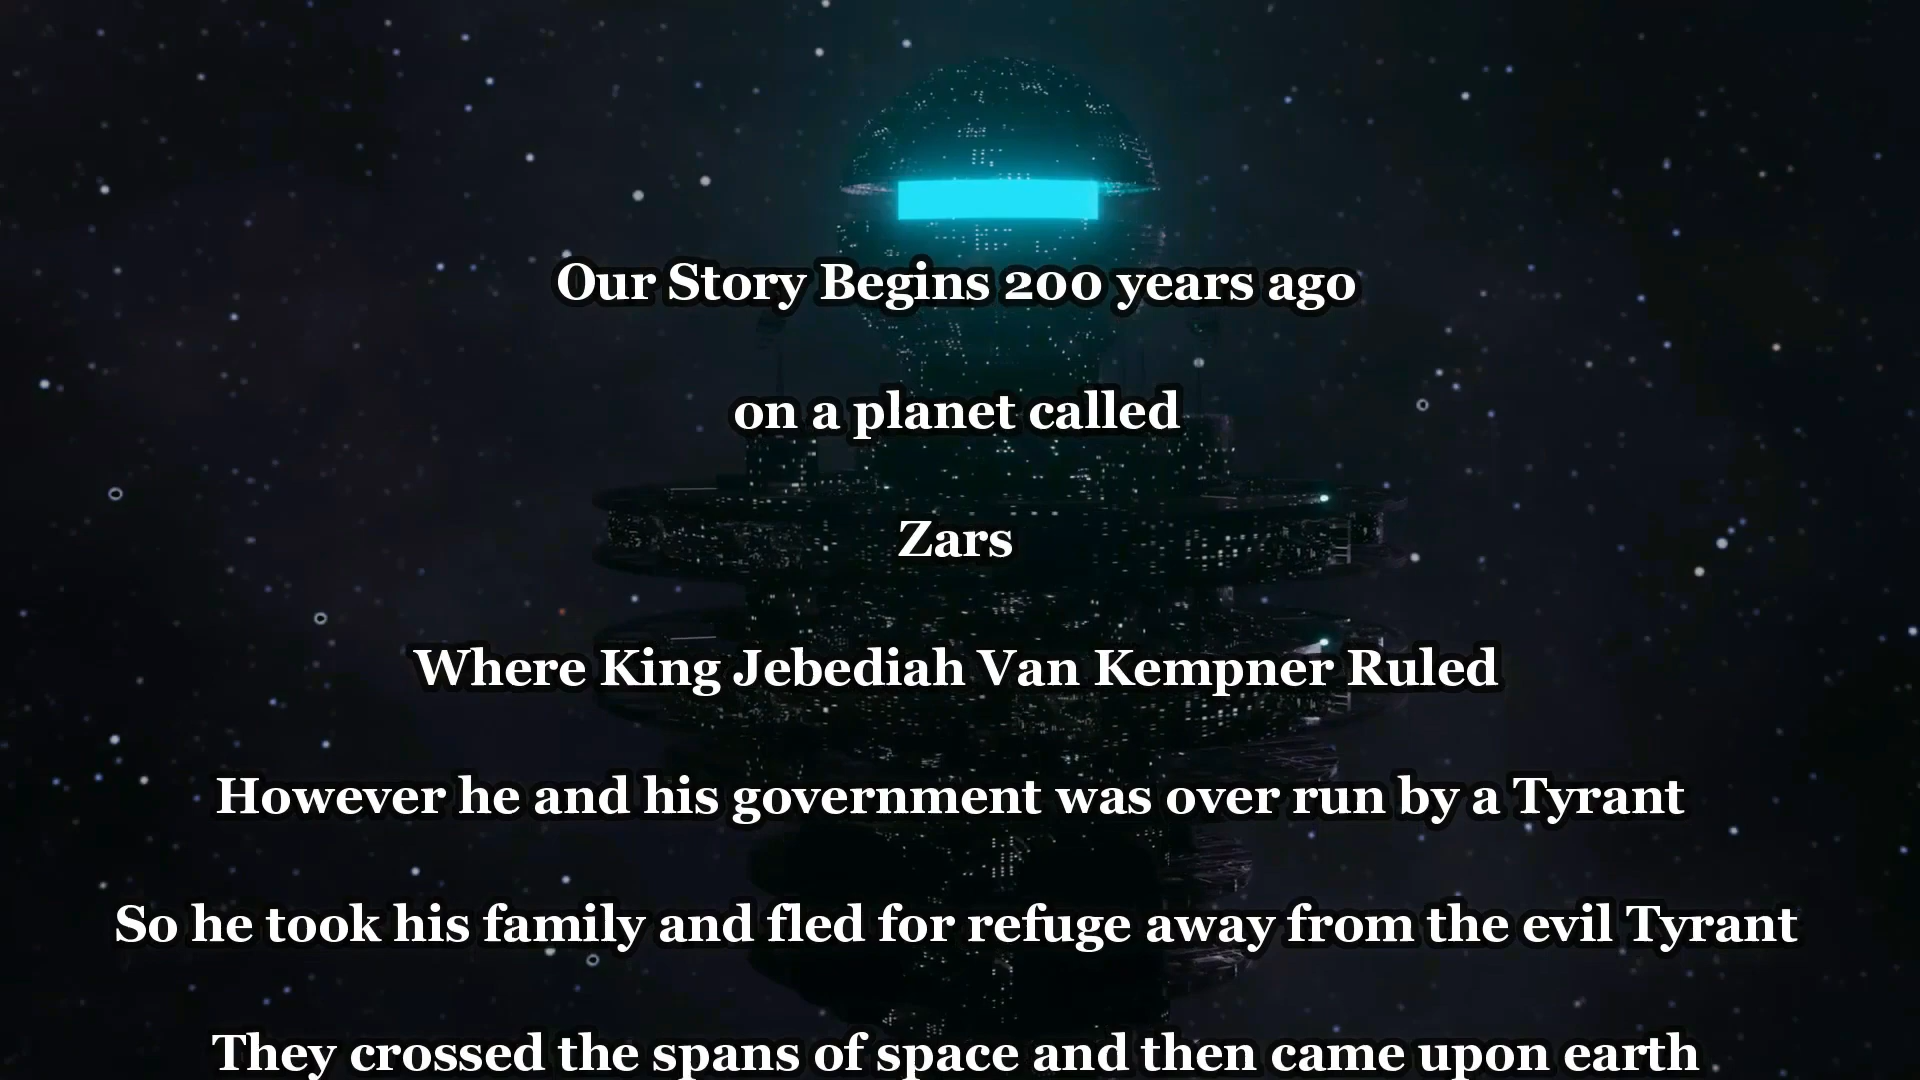 Our Story Begins 200 years ago
on a planet called
Zars
Where King Jebediah Van Kempner Ruled
However he and his government was over run by a Tyrant
So he took his family and fled for refuge away from the evil Tyrant
They crossed the spans of space and then came upon earth